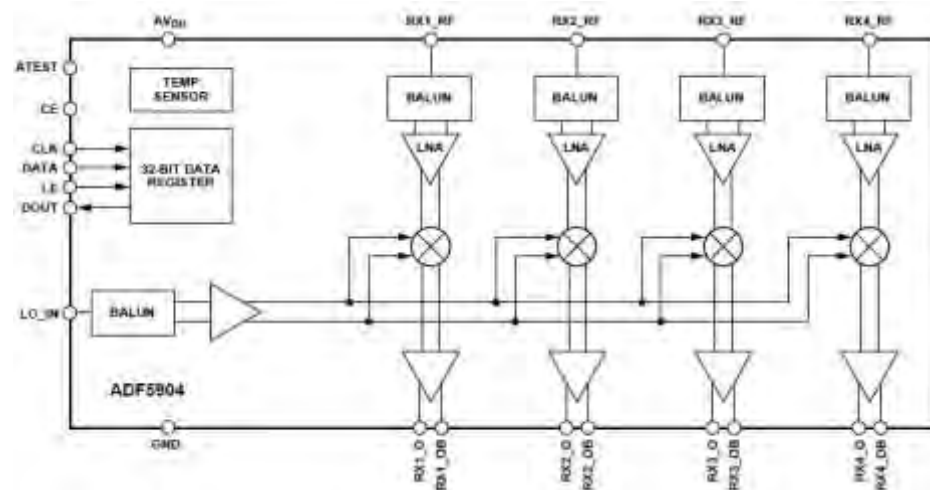 AVDD
RX1_RF
RX2_RF
RX3_RF
RX4_RF
ATEST
TEMP
SENSOR
CE
BALUN
BALUN
BALUN
BALUN
CLK
DATA
LE
DOUT
32-BIT DATA
REGISTER
LNA
LNA
LNA
LNA
LO_IN
BALUN
ADF5904
GND
RX1_O
RX1_OB
RX2_O
RX2_OB
RX3_O
RX3_OB
RX4_O
RX4_OB